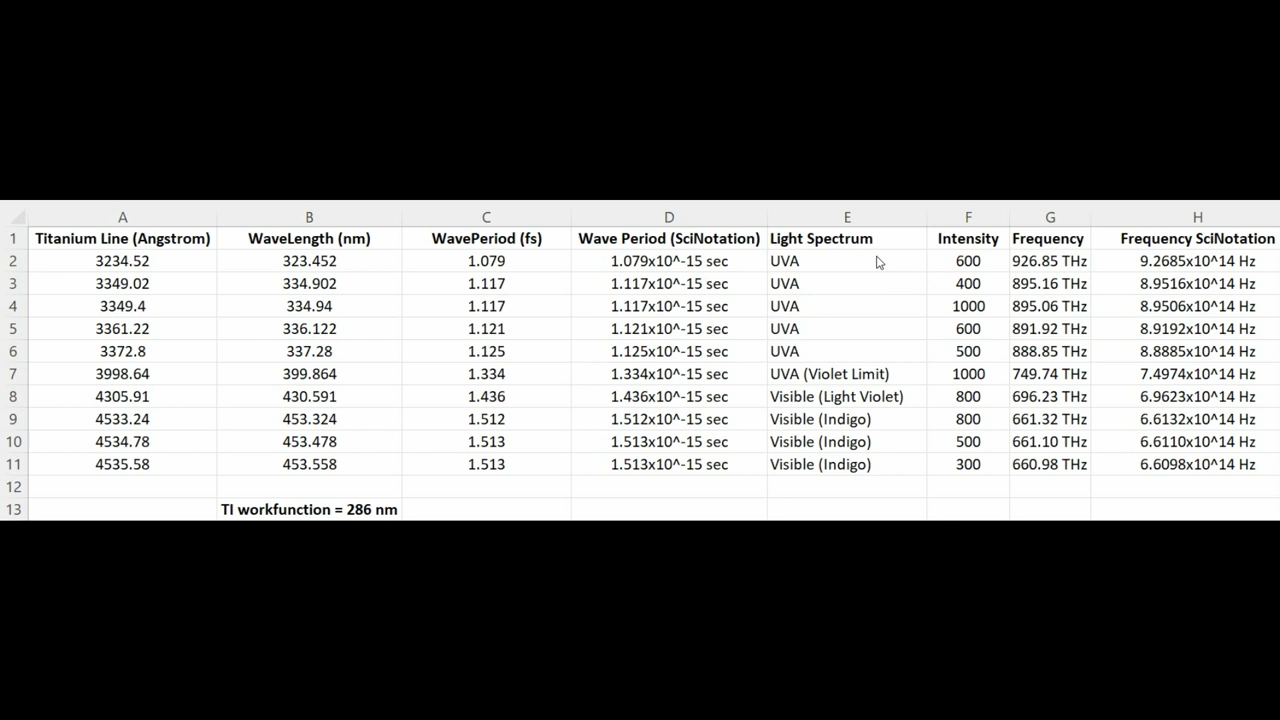 A B C D E F G H
1 Titanium Line (Angstrom) WaveLength (nm) WavePeriod (fs) Wave Period (SciNotation) Light Spectrum Intensity Frequency Frequency SciNotation
2 3234.52 323.452 1.079 1.079x10^-15 sec UVA 600 926.85 THz 9.2685x10^14 Hz
3 3349.02 334.902 1.117 1.117x10^-15 sec UVA 400 895.16 THz 8.9516x10^14 Hz
4 3349.4 334.94 1.117 1.117x10^-15 sec UVA 1000 895.06 THz 8.9506x10^14 Hz
5 3361.22 336.122 1.121 1.121x10^-15 sec UVA 600 891.92 THz 8.9192x10^14 Hz
6 3372.8 337.28 1.125 1.125x10^-15 sec UVA 500 888.85 THz 8.8885x10^14 Hz
7 3998.64 399.864 1.334 1.334x10^-15 sec UVA (Violet Limit) 1000 749.74 THz 7.4974x10^14 Hz
8 4305.91 430.591 1.436 1.436x10^-15 sec Visible (Light Violet) 800 696.23 THz 6.9623x10^14 Hz
9 4533.24 453.324 1.512 1.512x10^-15 sec Visible (Indigo) 800 661.32 THz 6.6132x10^14 Hz
10 4534.78 453.478 1.513 1.513x10^-15 sec Visible (Indigo) 500 661.10 THz 6.6110x10^14 Hz
11 4535.58 453.558 1.513 1.513x10^-15 sec Visible (Indigo) 300 660.98 THz 6.6098x10^14 Hz
12
13 TI workfunction = 286 nm